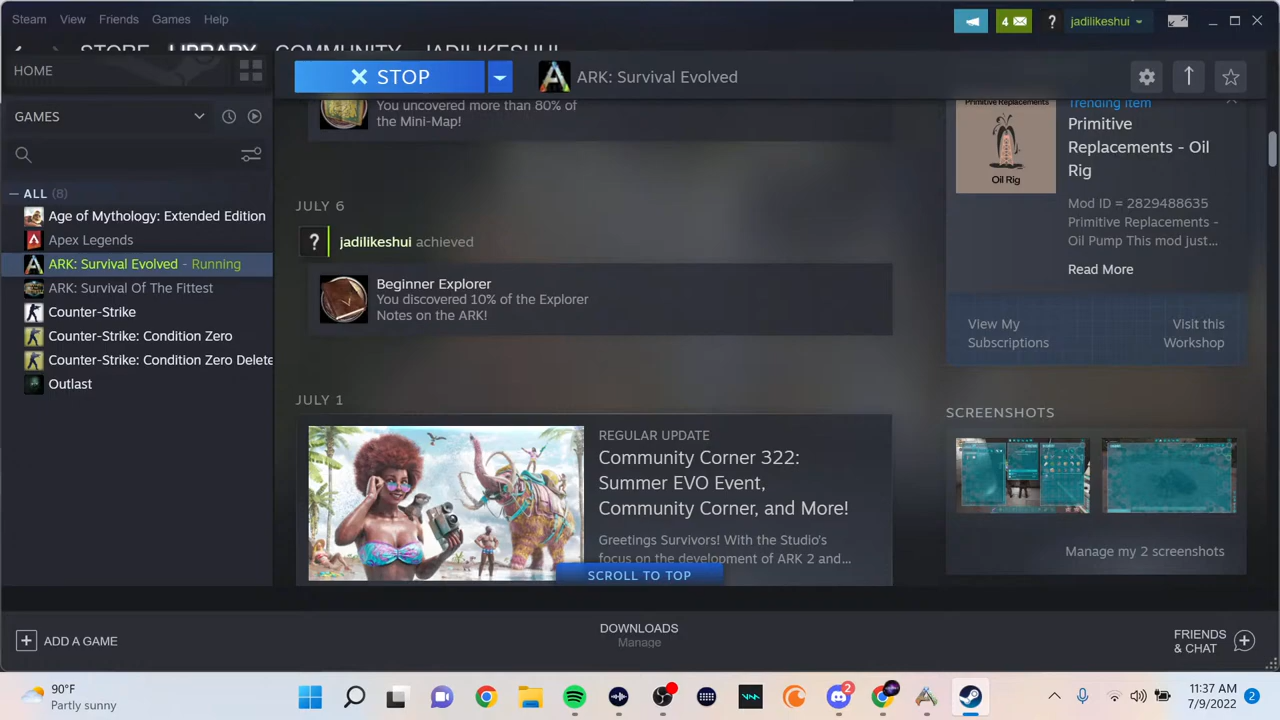 Steam View Friends Games Help
4 ? jadilikeshui
STORE LIBRARY COMMUNITY JADILIKESHUI
HOME
STOP ARK: Survival Evolved
GAMES
ALL (8)
Age of Mythology: Extended Edition
Apex Legends
ARK: Survival Evolved - Running
ARK: Survival Of The Fittest
Counter-Strike
Counter-Strike: Condition Zero
Counter-Strike: Condition Zero Delete
Outlast
You uncovered more than 80% of
the Mini-Map!
JULY 6
? jadilikeshui achieved
Beginner Explorer
You discovered 10% of the Explorer
Notes on the ARK!
JULY 1
REGULAR UPDATE
Community Corner 322:
Summer EVO Event,
Community Corner, and More!
Greetings Survivors! With the Studio's
focus on the development of ARK 2 and...
SCROLL TO TOP
Primitive Replacements
Oil Rig
Trending item
Primitive
Replacements - Oil
Rig
Mod ID = 2829488635
Primitive Replacements -
Oil Pump This mod just...
Read More
View My
Subscriptions
Visit this
Workshop
SCREENSHOTS
Manage my 2 screenshots
ADD A GAME
DOWNLOADS
Manage
FRIENDS
& CHAT
90°F
Partly sunny
2
11:37 AM
7/9/2022
2